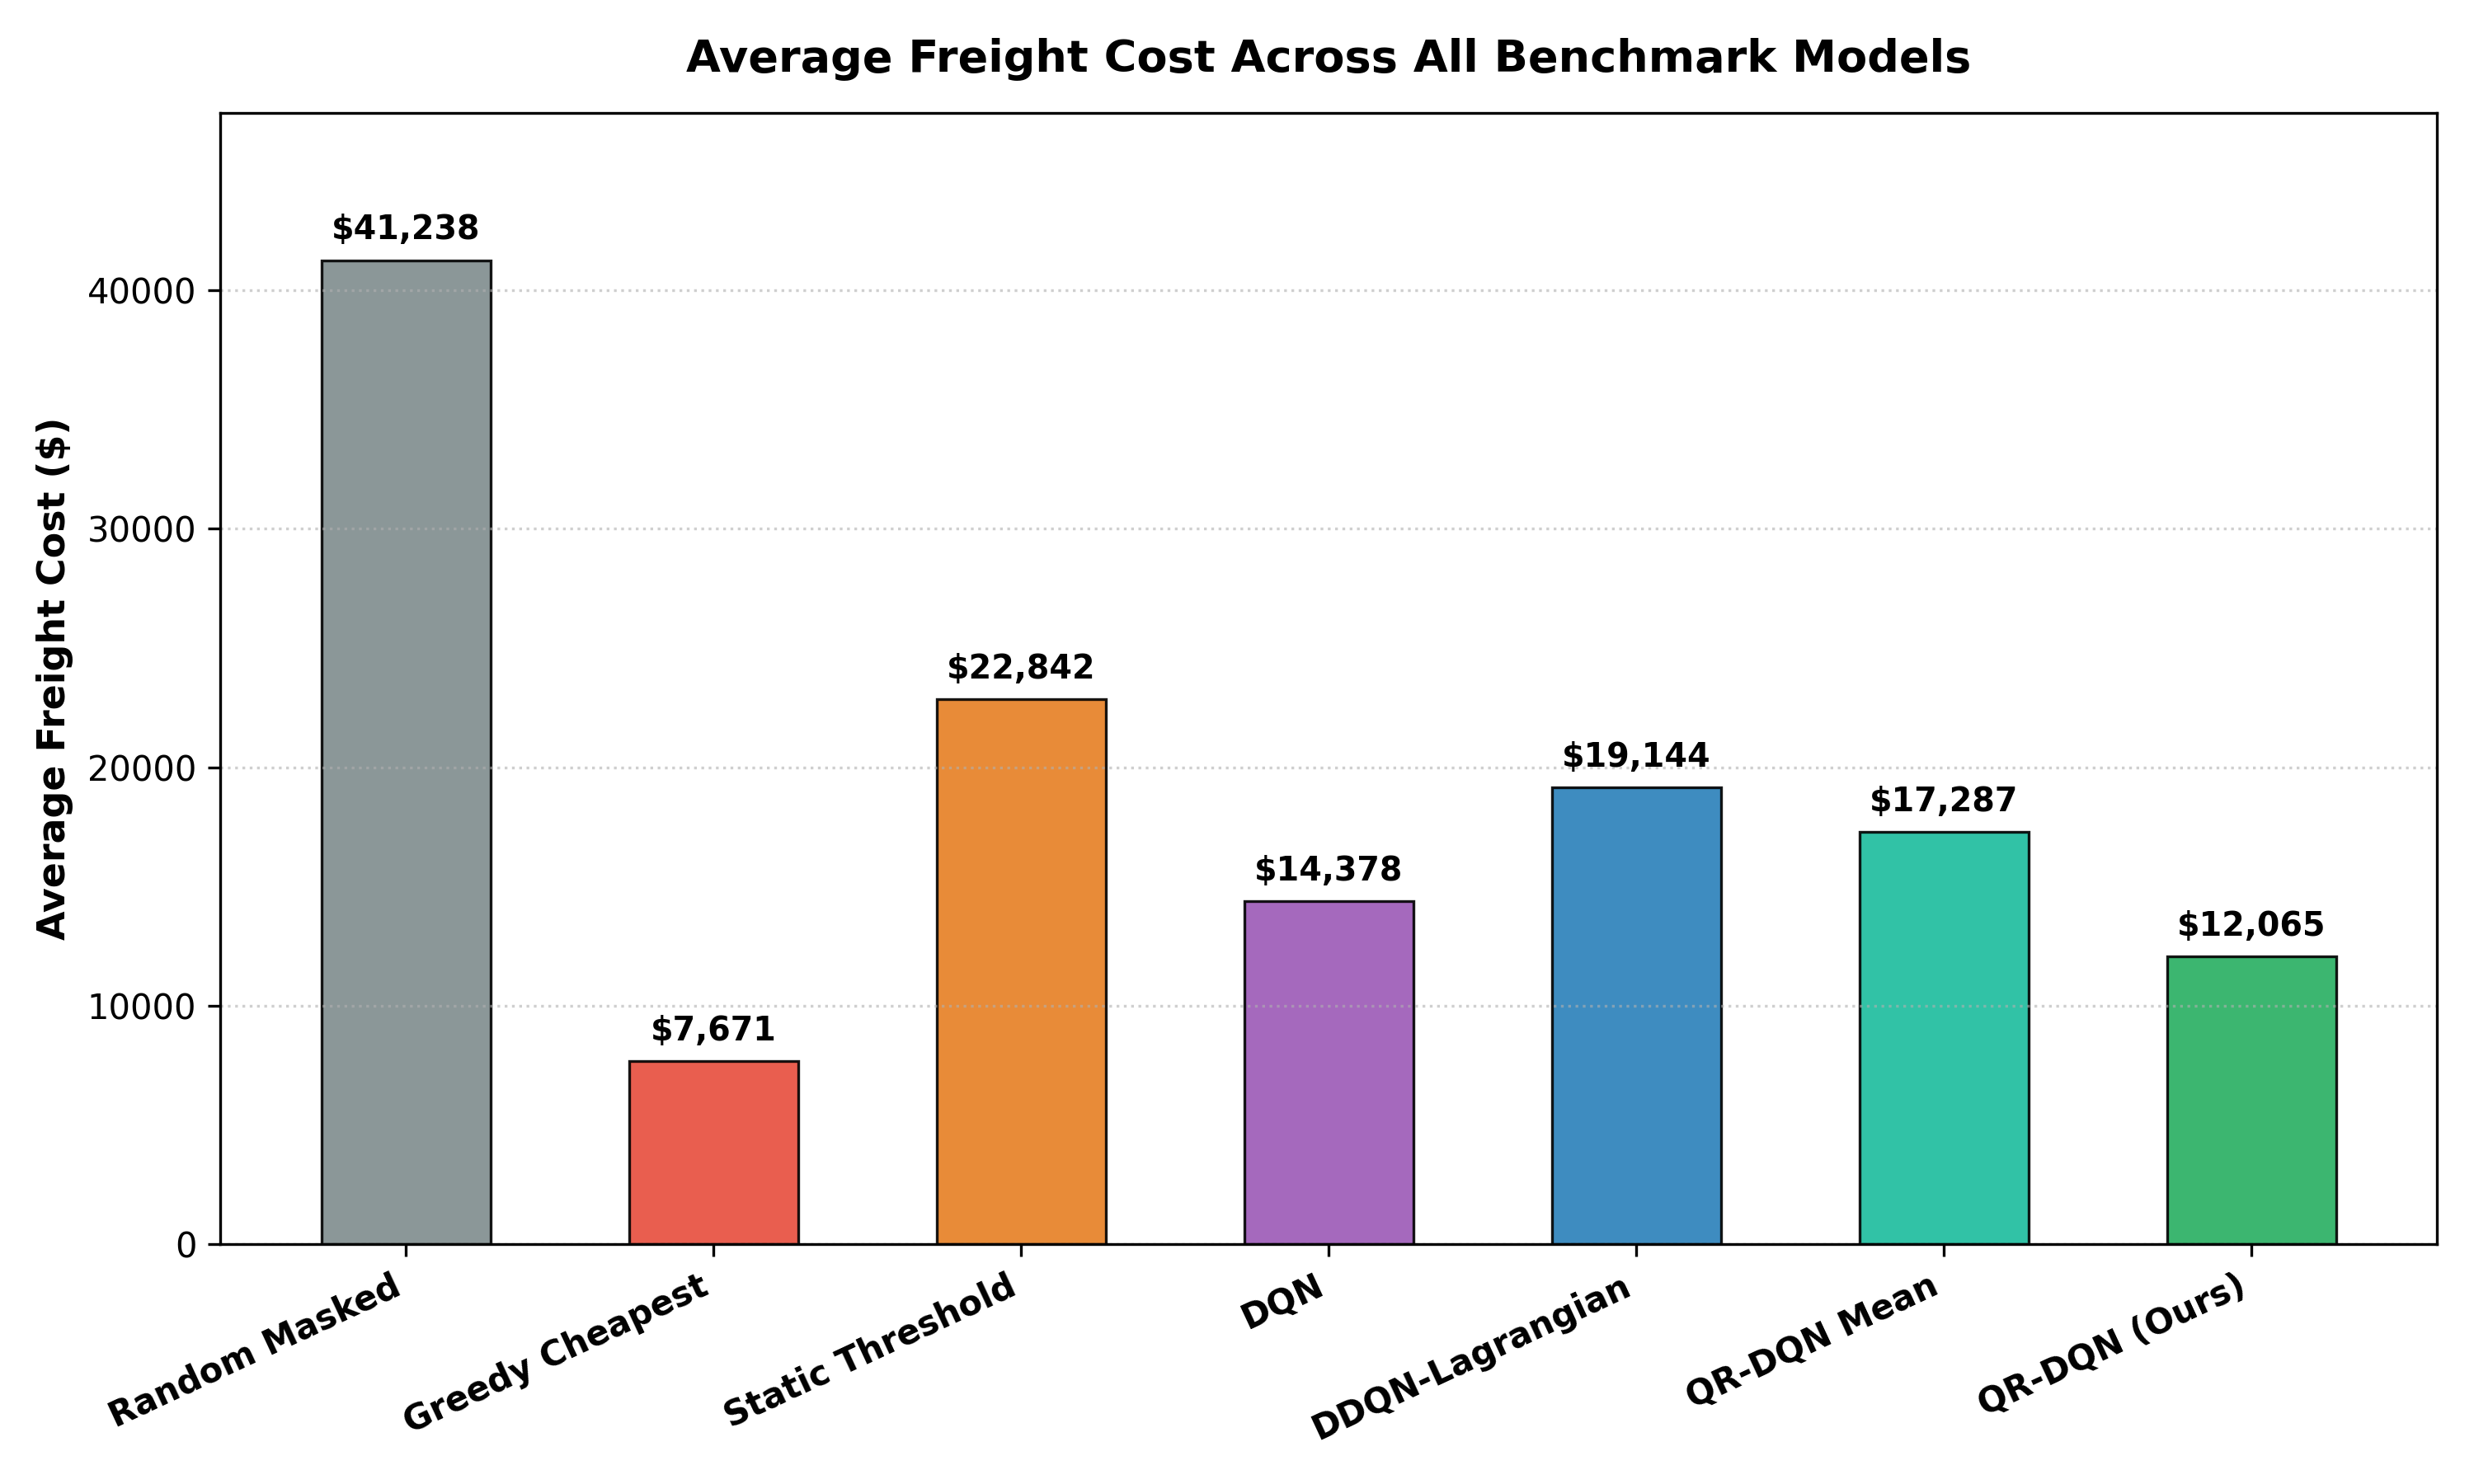 Average Freight Cost Across All Benchmark Models
Average Freight Cost ($)
40000
30000
20000
10000
0
$41,238
$7,671
$22,842
$14,378
$19,144
$17,287
$12,065
Random Masked
Greedy Cheapest
Static Threshold
DQN
DDQN-Lagrangian
QR-DQN Mean
QR-DQN (Ours)